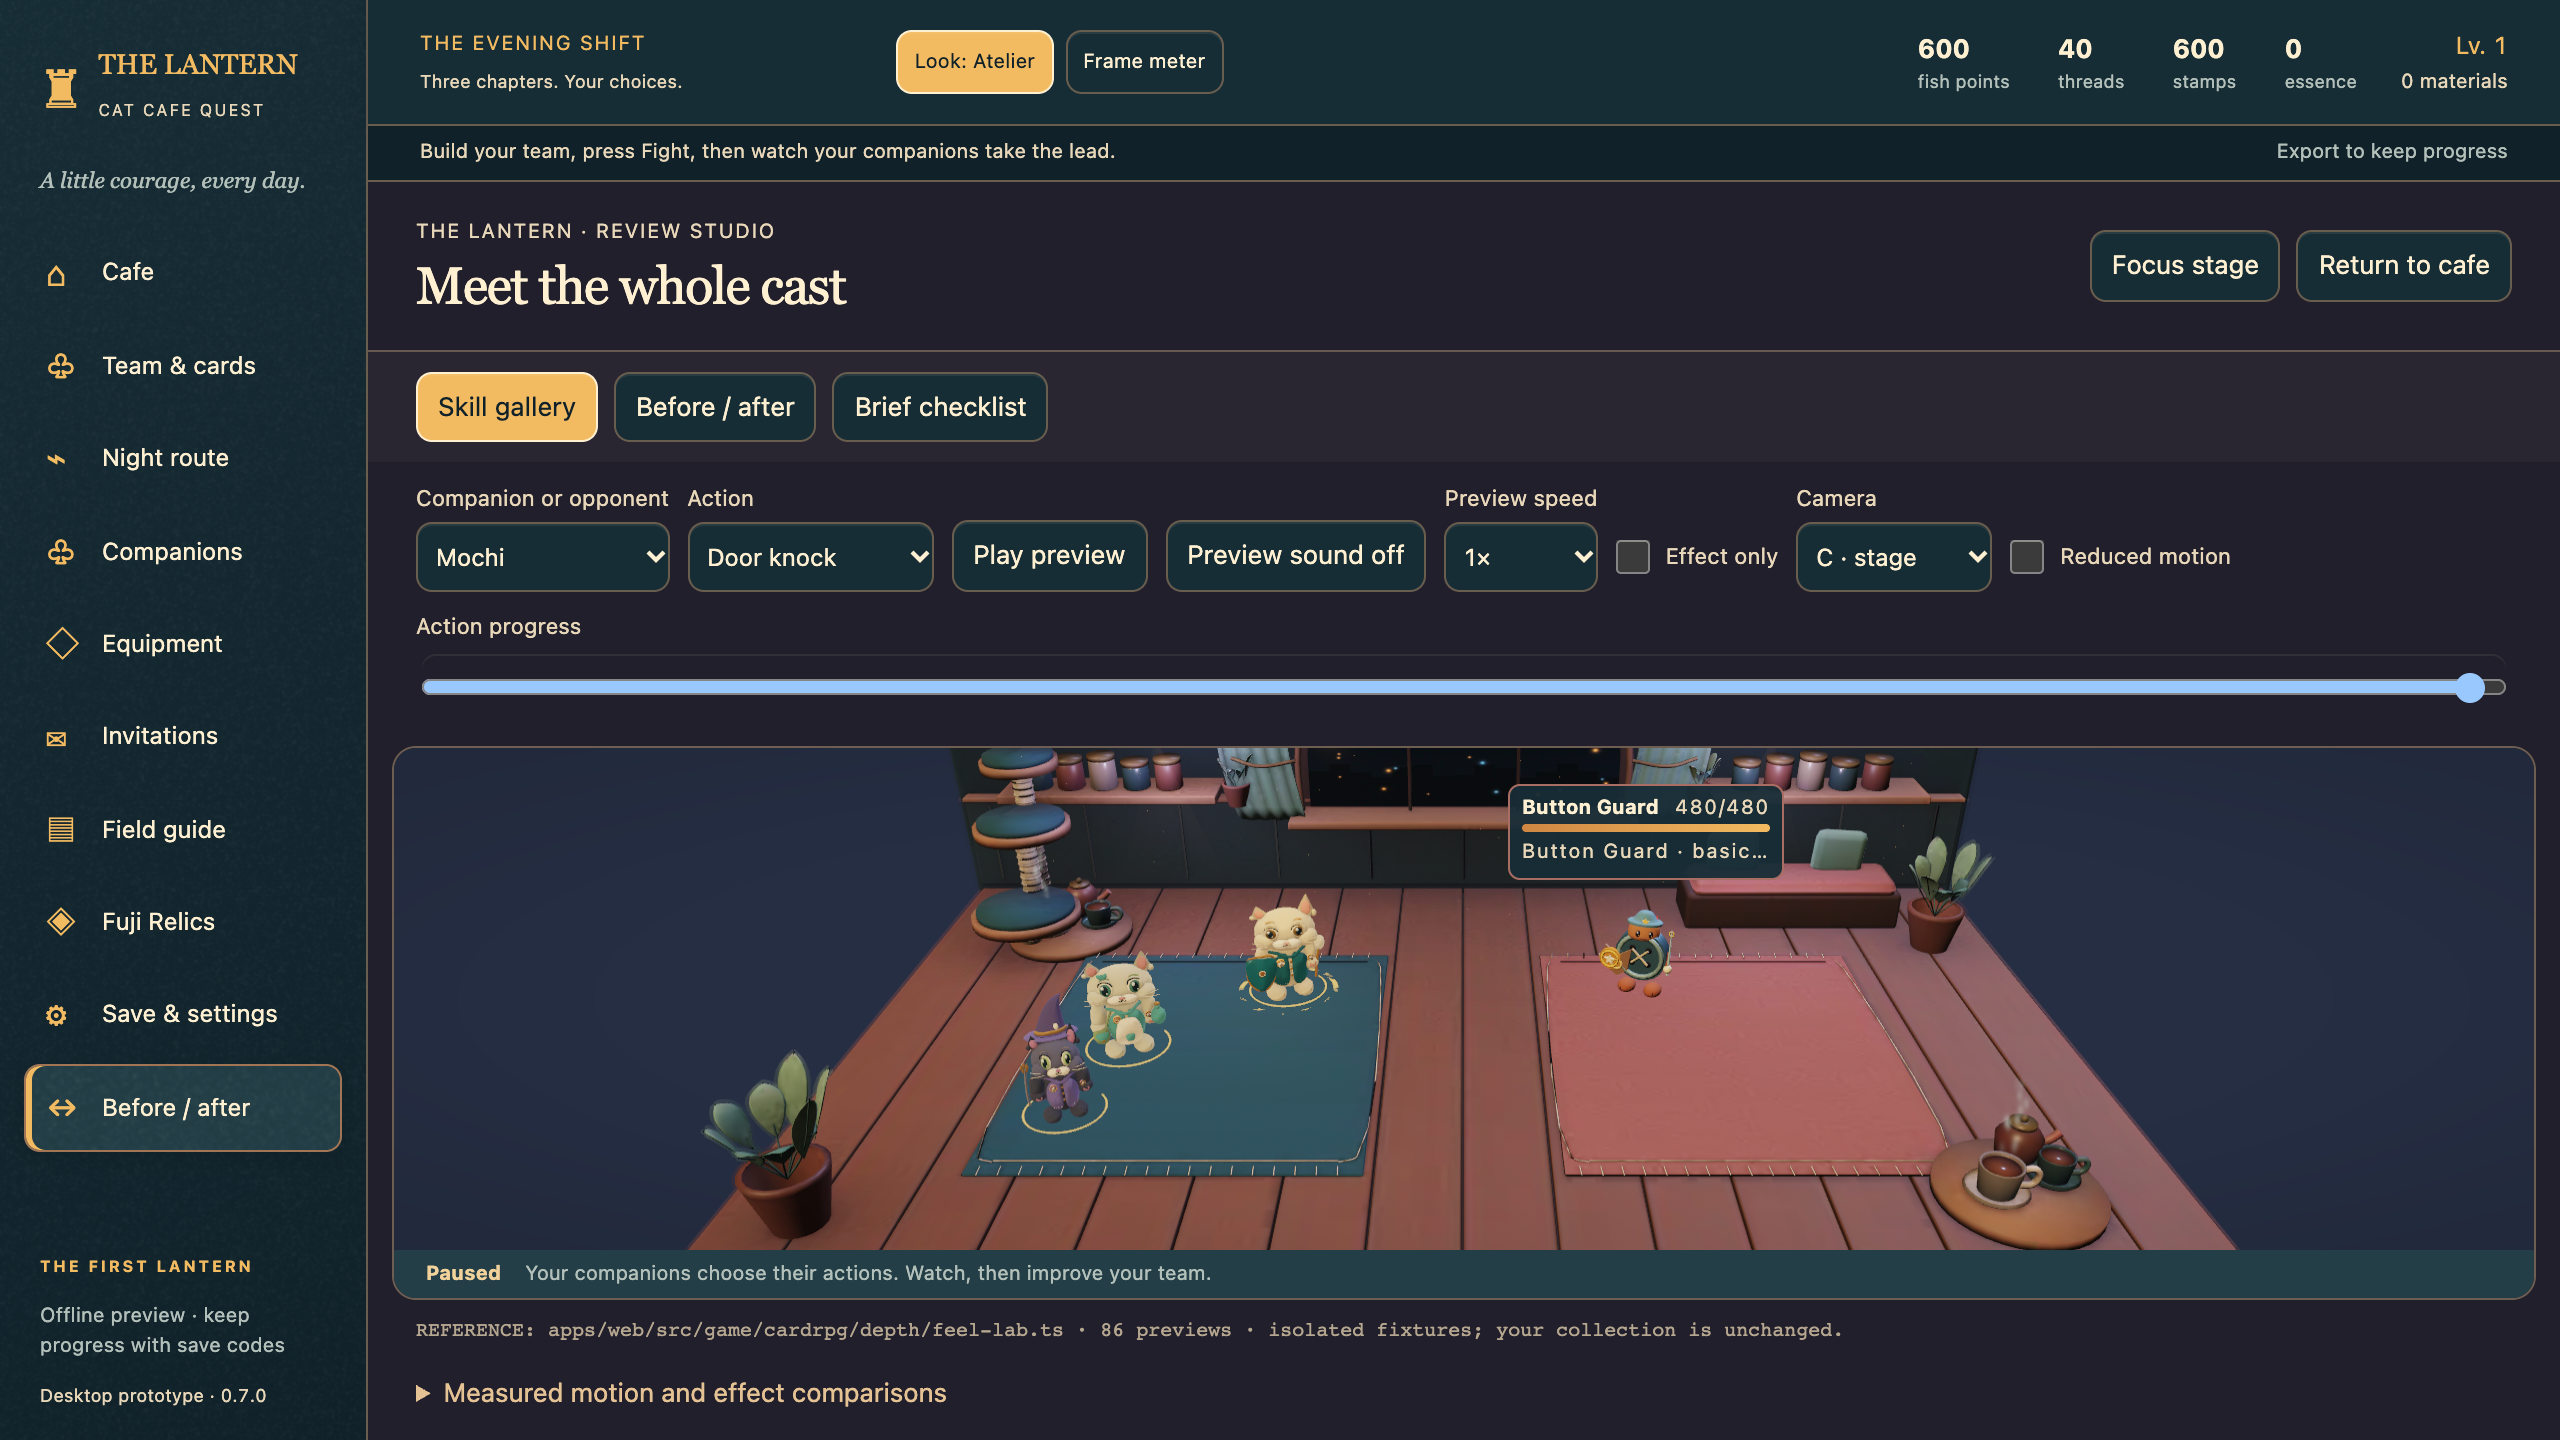 THE LANTERN
CAT CAFE QUEST
A little courage, every day.
Cafe
Team & cards
Night route
Companions
Equipment
Invitations
Field guide
Fuji Relics
Save & settings
Before / after
THE FIRST LANTERN
Offline preview · keep
progress with save codes
Desktop prototype · 0.7.0
THE EVENING SHIFT
Three chapters. Your choices.
Look: Atelier
Frame meter
600
fish points
40
threads
600
stamps
0
essence
Lv. 1
0 materials
Build your team, press Fight, then watch your companions take the lead.
Export to keep progress
THE LANTERN · REVIEW STUDIO
Meet the whole cast
Focus stage
Return to cafe
Skill gallery
Before / after
Brief checklist
Companion or opponent
Mochi
Action
Door knock
Play preview
Preview sound off
Preview speed
1×
Effect only
Camera
C · stage
Reduced motion
Action progress
Button Guard 480/480
Button Guard · basic…
Paused Your companions choose their actions. Watch, then improve your team.
REFERENCE: apps/web/src/game/cardrpg/depth/feel-lab.ts · 86 previews · isolated fixtures; your collection is unchanged.
Measured motion and effect comparisons